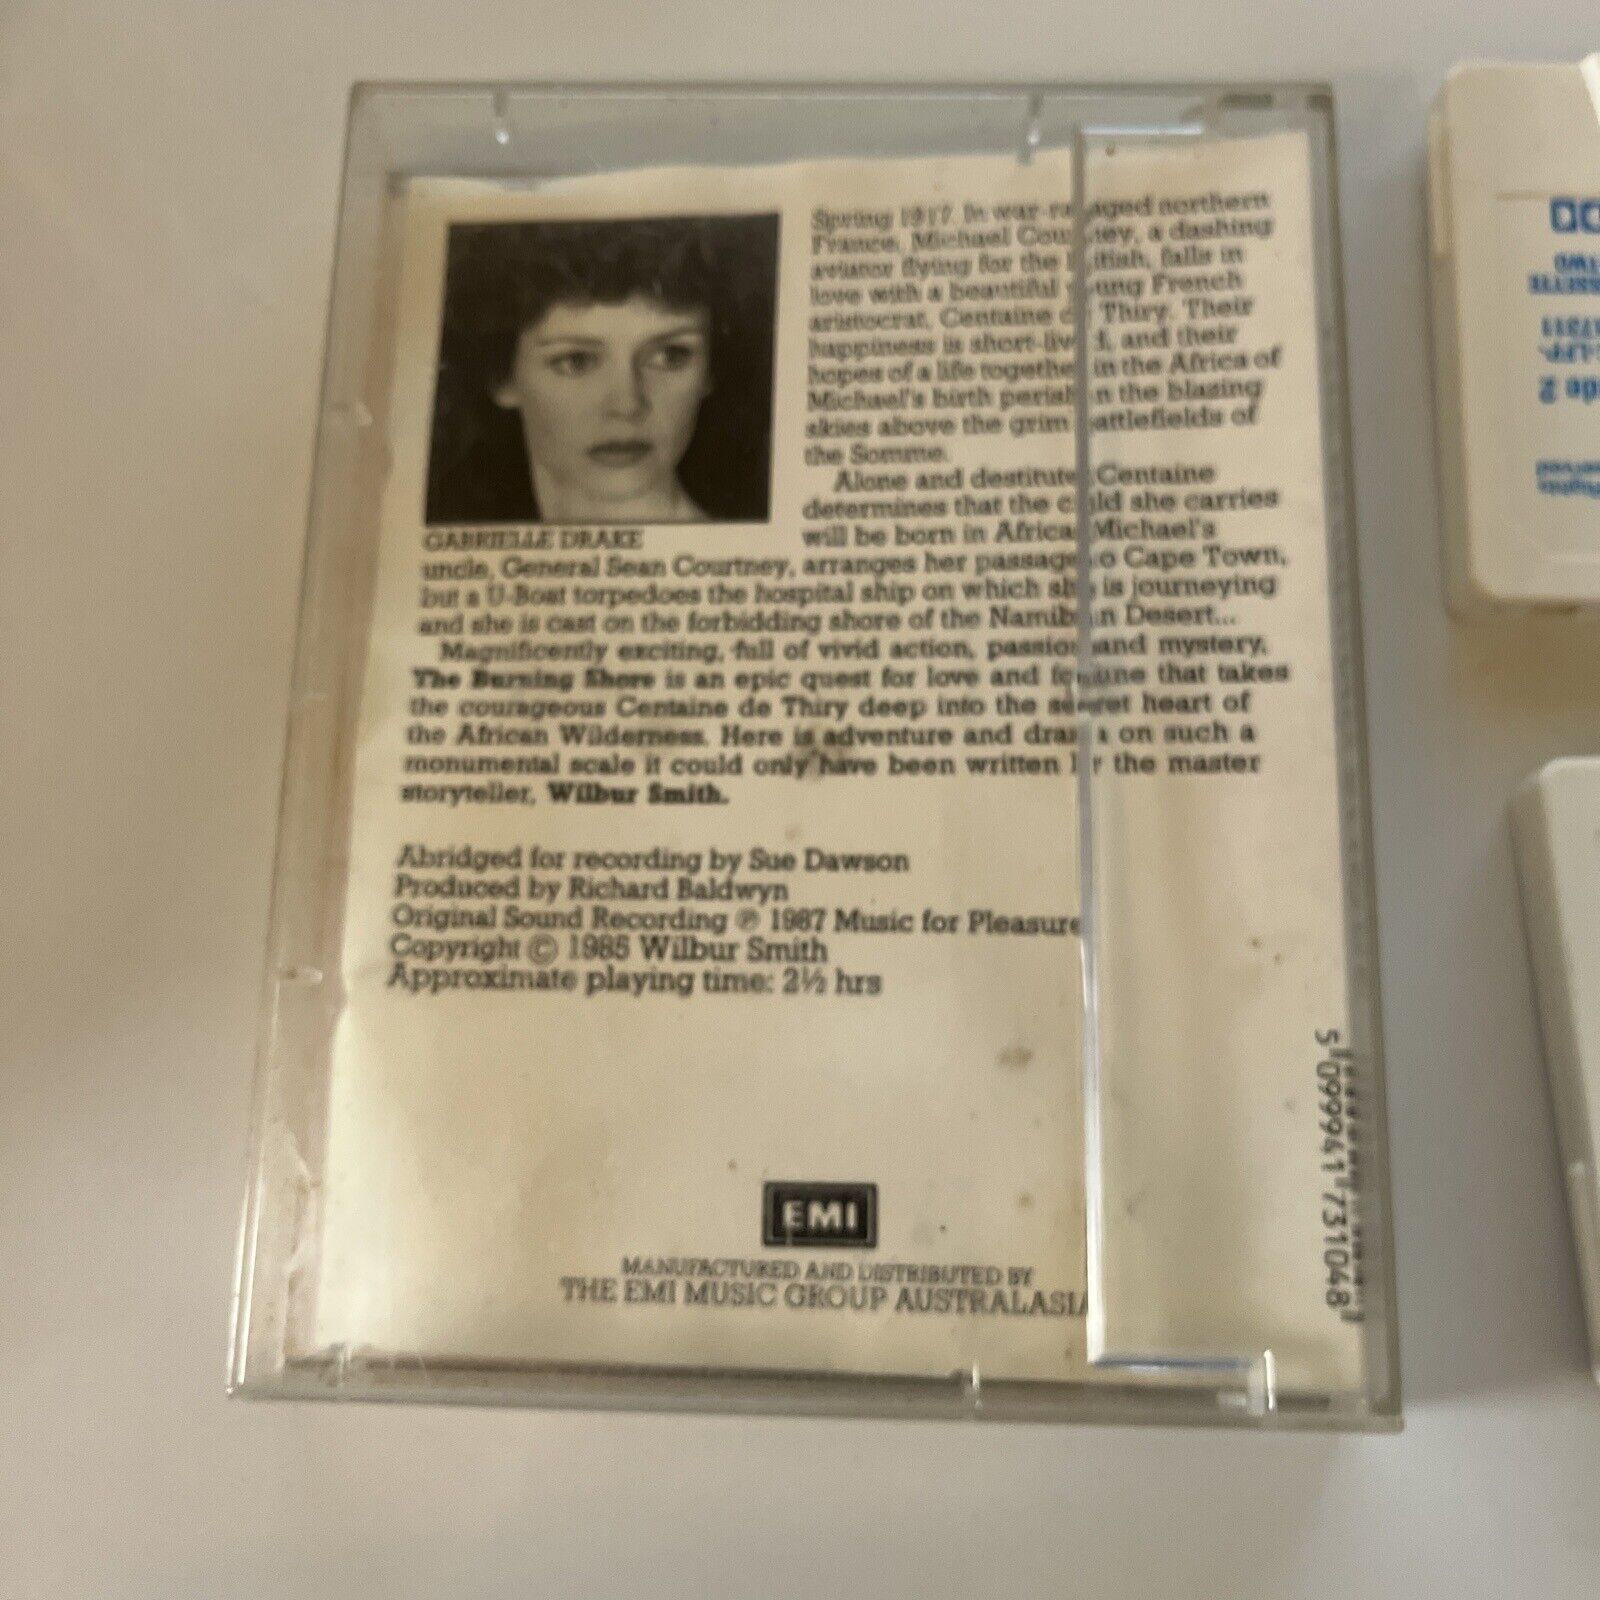 Spring 1917. In war-ravaged northern
France, Michael Courtney, a dashing
aviator flying for the British, falls in
love with a beautiful young French
aristocrat, Centaine de Thiry. Their
happiness is short-lived, and their
hopes of a life together in the Africa of
Michael's birth perish in the blazing
skies above the grim battlefields of
the Somme.
Alone and destitute, Centaine
determines that the child she carries
will be born in Africa. Michael's
GABRIELLE DRAKE
uncle, General Sean Courtney, arranges her passage to Cape Town,
but a U-Boat torpedoes the hospital ship on which she is journeying
and she is cast on the forbidding shore of the Namibian Desert...
Magnificently exciting, full of vivid action, passion and mystery,
The Burning Shore is an epic quest for love and fortune that takes
the courageous Centaine de Thiry deep into the secret heart of
the African Wilderness. Here is adventure and drama on such a
monumental scale it could only have been written by the master
storyteller, Wilbur Smith.
Abridged for recording by Sue Dawson
Produced by Richard Baldwyn
Original Sound Recording ℗ 1987 Music for Pleasure
Copyright © 1985 Wilbur Smith
Approximate playing time: 2½ hrs
EMI
MANUFACTURED AND DISTRIBUTED BY
THE EMI MUSIC GROUP AUSTRALASIA
5 099941 731048
TWO